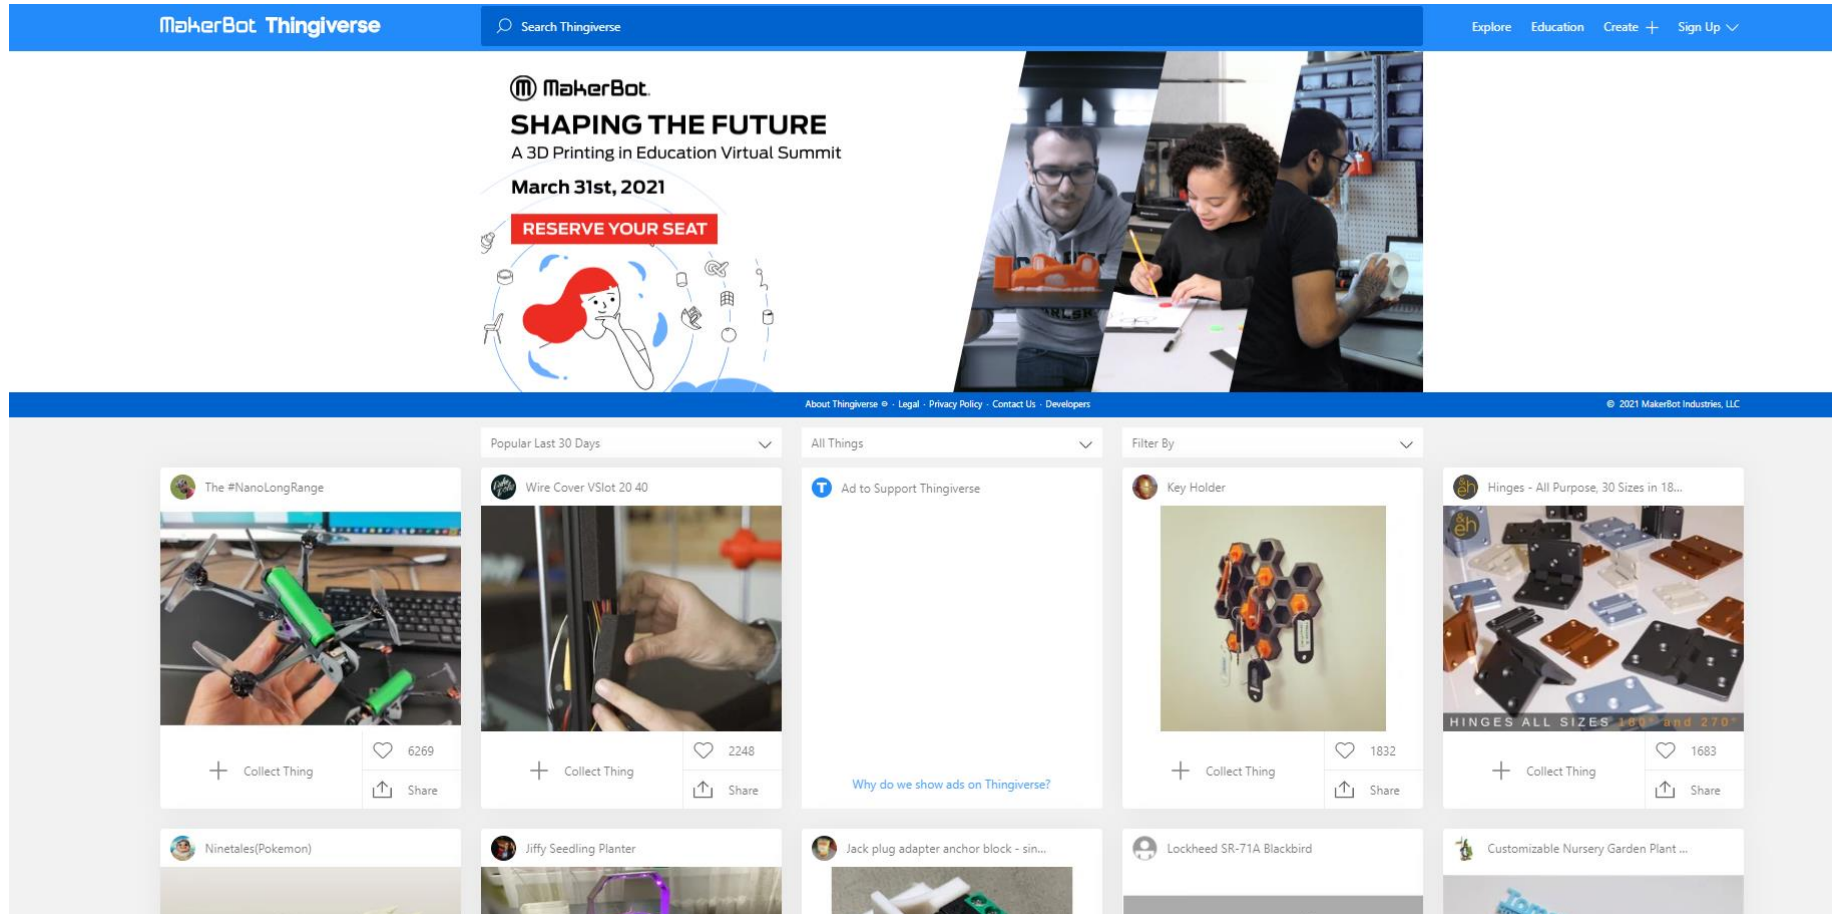 MakerBot Thingiverse
Search Thingiverse
Explore Education Create Sign Up
MakerBot.
SHAPING THE FUTURE
A 3D Printing in Education Virtual Summit
March 31st, 2021
RESERVE YOUR SEAT
About Thingiverse · Legal · Privacy Policy · Contact Us · Developers
© 2021 MakerBot Industries, LLC
Popular Last 30 Days
All Things
Filter By
The #NanoLongRange
6269
Collect Thing
Share
Wire Cover VSlot 20 40
2248
Collect Thing
Share
Ad to Support Thingiverse
Why do we show ads on Thingiverse?
Key Holder
1832
Collect Thing
Share
Hinges - All Purpose, 30 Sizes in 18...
&
eh
HINGES ALL SIZES 180° and 270°
1683
Collect Thing
Share
Ninetales(Pokemon)
Jiffy Seedling Planter
Jack plug adapter anchor block - sin...
Lockheed SR-71A Blackbird
Customizable Nursery Garden Plant ...